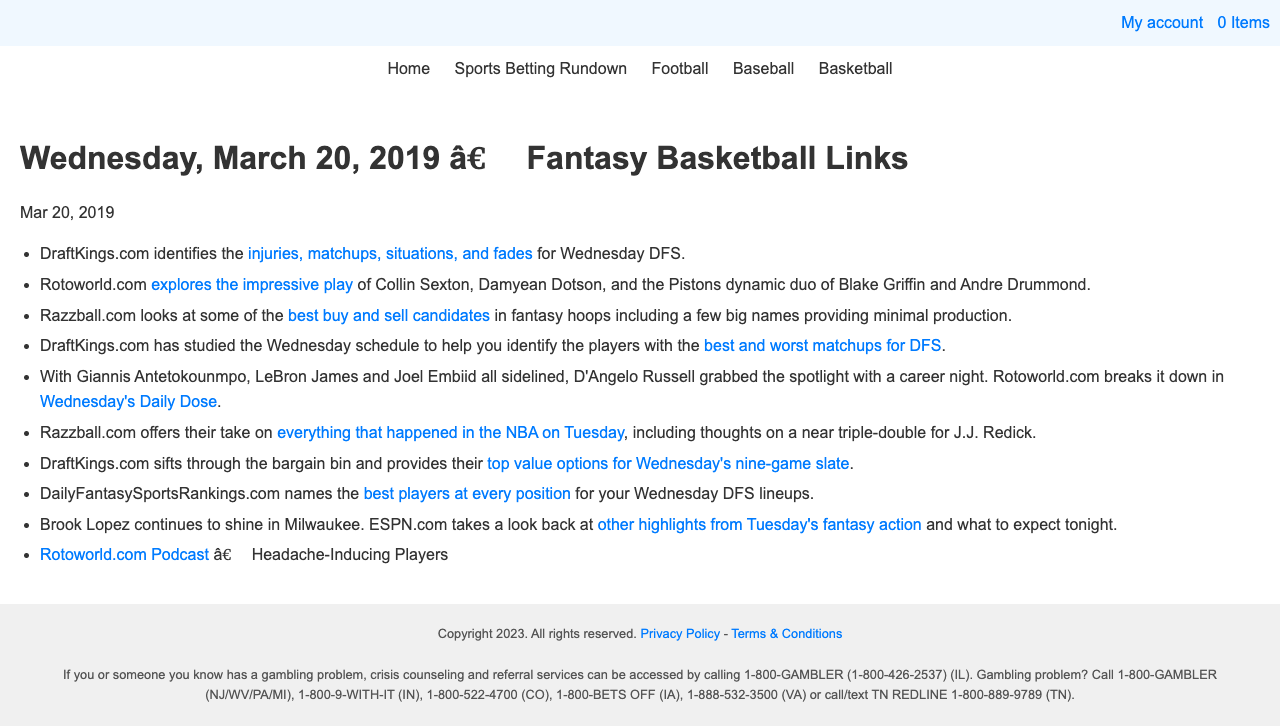 My account 0 Items
Home Sports Betting Rundown Football Baseball Basketball
Wednesday, March 20, 2019 â€ Fantasy Basketball Links
Mar 20, 2019
• DraftKings.com identifies the injuries, matchups, situations, and fades for Wednesday DFS.
• Rotoworld.com explores the impressive play of Collin Sexton, Damyean Dotson, and the Pistons dynamic duo of Blake Griffin and Andre Drummond.
• Razzball.com looks at some of the best buy and sell candidates in fantasy hoops including a few big names providing minimal production.
• DraftKings.com has studied the Wednesday schedule to help you identify the players with the best and worst matchups for DFS.
• With Giannis Antetokounmpo, LeBron James and Joel Embiid all sidelined, D'Angelo Russell grabbed the spotlight with a career night. Rotoworld.com breaks it down in
Wednesday's Daily Dose.
• Razzball.com offers their take on everything that happened in the NBA on Tuesday, including thoughts on a near triple-double for J.J. Redick.
• DraftKings.com sifts through the bargain bin and provides their top value options for Wednesday's nine-game slate.
• DailyFantasySportsRankings.com names the best players at every position for your Wednesday DFS lineups.
• Brook Lopez continues to shine in Milwaukee. ESPN.com takes a look back at other highlights from Tuesday's fantasy action and what to expect tonight.
• Rotoworld.com Podcast â€ Headache-Inducing Players
Copyright 2023. All rights reserved. Privacy Policy - Terms & Conditions
If you or someone you know has a gambling problem, crisis counseling and referral services can be accessed by calling 1-800-GAMBLER (1-800-426-2537) (IL). Gambling problem? Call 1-800-GAMBLER
(NJ/WV/PA/MI), 1-800-9-WITH-IT (IN), 1-800-522-4700 (CO), 1-800-BETS OFF (IA), 1-888-532-3500 (VA) or call/text TN REDLINE 1-800-889-9789 (TN).